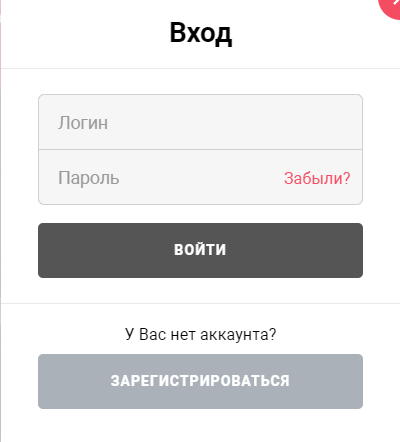 Вход
Логин
Пароль Забыли?
ВОЙТИ
У Вас нет аккаунта?
ЗАРЕГИСТРИРОВАТЬСЯ